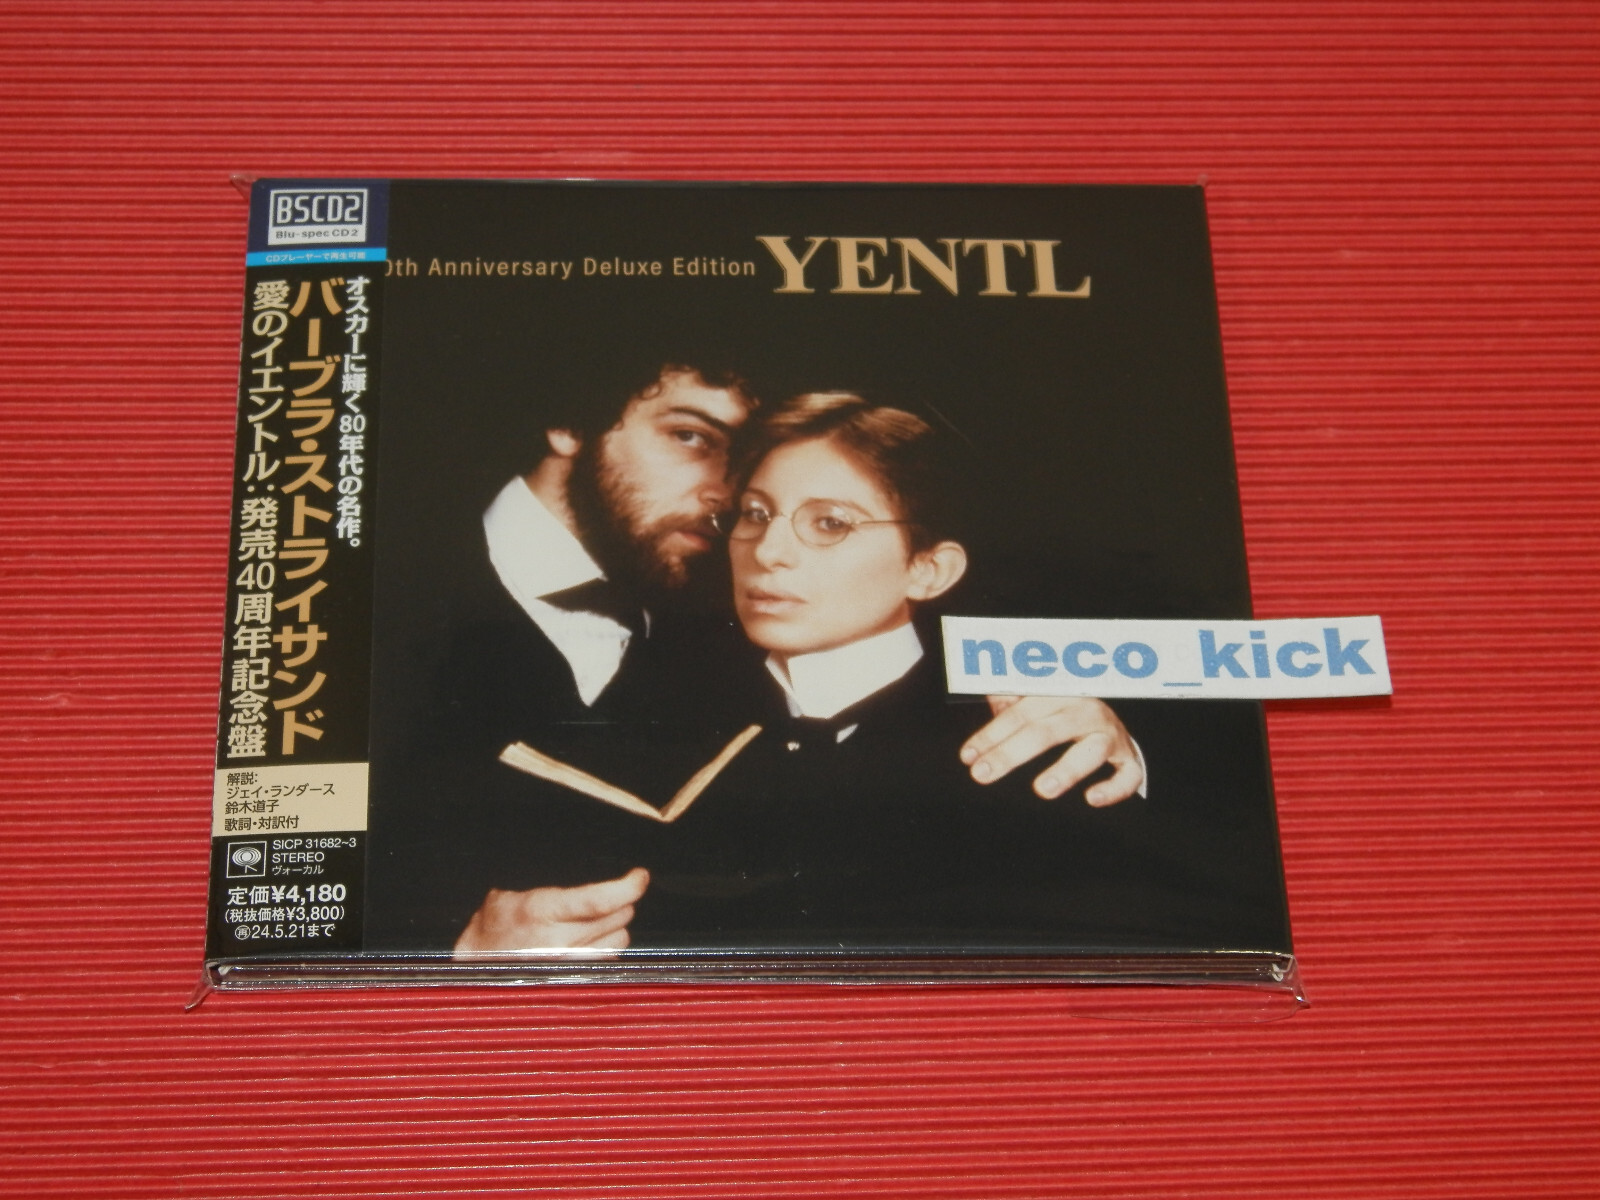 BSCD2
Blu-spec CD2
CDプレーヤーで再生可能
0th Anniversary Deluxe Edition YENTL
オスカーに輝く80年代の名作。
バーブラ・ストライサンド
愛のイエントル:発売40周年記念盤
neco_kick
解説:
ジェイ・ランダース
鈴木道子
歌詞・対訳付
SICP 31682~3
STEREO
ヴォーカル
定価¥4,180
(税抜価格¥3,800)
再24.5.21まで